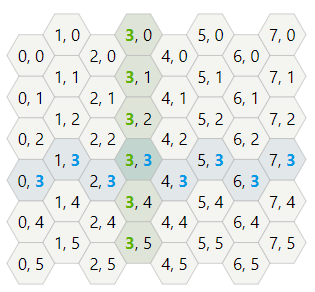 1, 0 3, 0 5, 0 7, 0
0, 0 2, 0 4, 0 6, 0
1, 1 3, 1 5, 1 7, 1
0, 1 2, 1 4, 1 6, 1
1, 2 3, 2 5, 2 7, 2
0, 2 2, 2 4, 2 6, 2
1, 3 3, 3 5, 3 7, 3
0, 3 2, 3 4, 3 6, 3
1, 4 3, 4 5, 4 7, 4
0, 4 2, 4 4, 4 6, 4
1, 5 3, 5 5, 5 7, 5
0, 5 2, 5 4, 5 6, 5